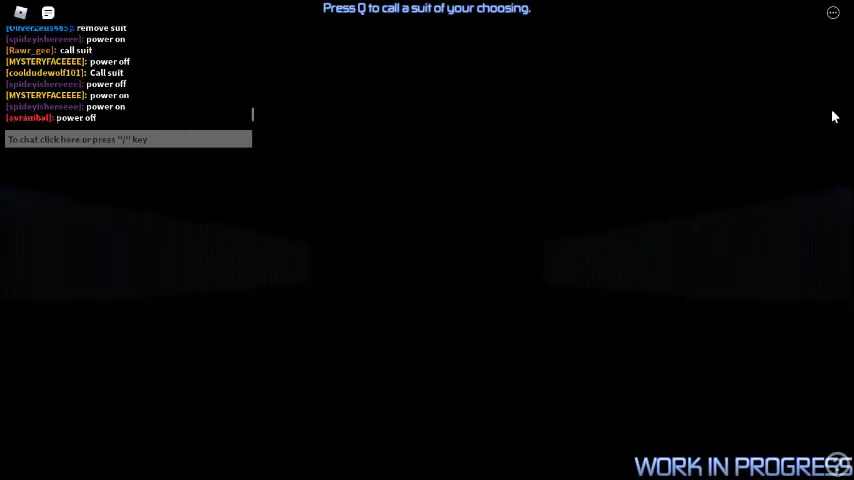 Press Q to call a suit of your choosing.
[OliverZeus485]: remove suit
[spideyishereeee]: power on
[Rawr_gee]: call suit
[MYSTERYFACEEEE]: power off
[cooldudewolf101]: Call suit
[spideyishereeee]: power off
[MYSTERYFACEEEE]: power on
[spideyishereeee]: power on
power off
To chat click here or press "/" key
WORK IN PROGRESS